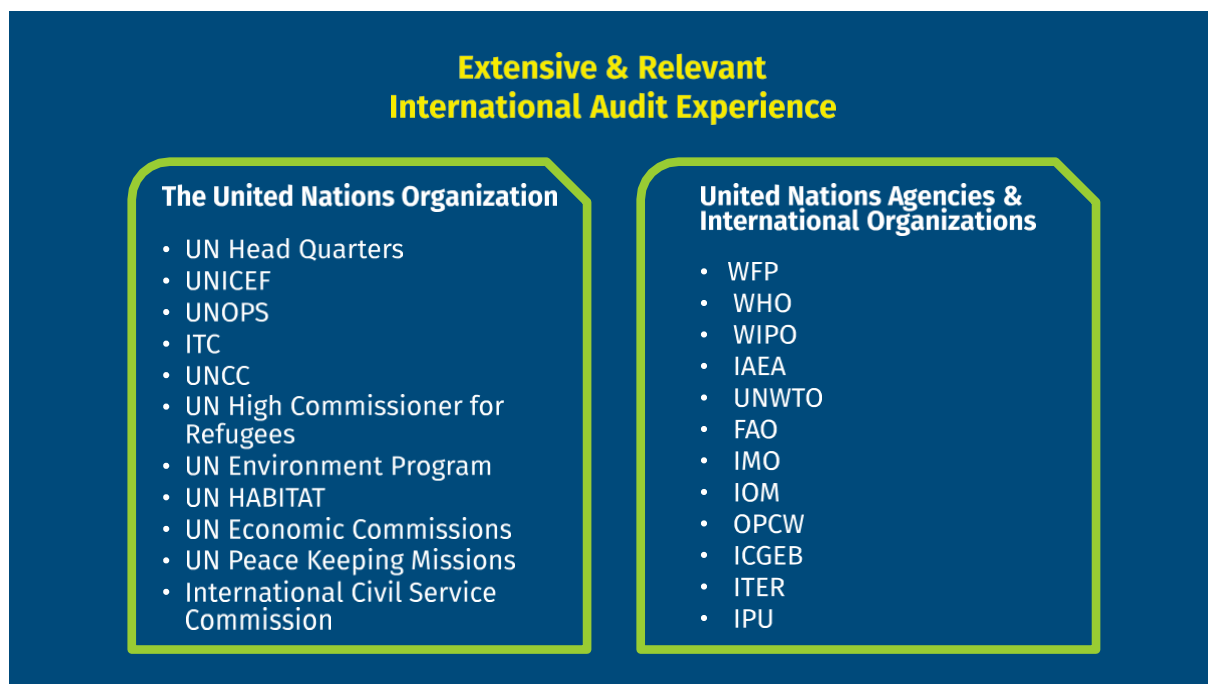 Extensive & Relevant
International Audit Experience
The United Nations Organization
• UN Head Quarters
• UNICEF
• UNOPS
• ITC
• UNCC
• UN High Commissioner for
Refugees
• UN Environment Program
• UN HABITAT
• UN Economic Commissions
• UN Peace Keeping Missions
• International Civil Service
Commission
United Nations Agencies &
International Organizations
• WFP
• WHO
• WIPO
• IAEA
• UNWTO
• FAO
• IMO
• IOM
• OPCW
• ICGEB
• ITER
• IPU